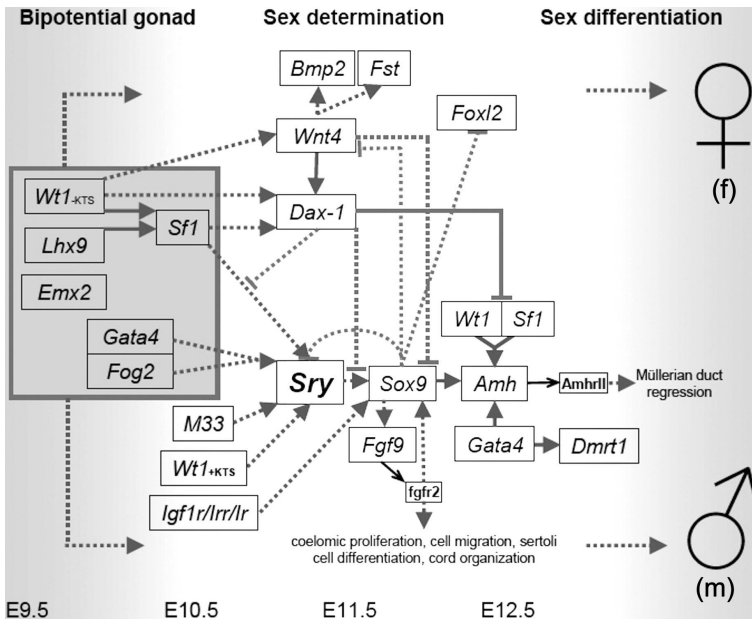 Bipotential gonad
Sex determination
Sex differentiation
Bmp2
Fst
Foxl2
Wnt4
(f)
Wt1-KTS
Dax-1
Sf1
Lhx9
Emx2
Wt1
Sf1
Gata4
Fog2
Sry
Sox9
Amh
AmhrII
Müllerian duct
regression
M33
Fgf9
Gata4
Dmrt1
Wt1+KTS
fgfr2
Igf1r/Irr/Ir
coelomic proliferation, cell migration, sertoli
cell differentiation, cord organization
(m)
E9.5
E10.5
E11.5
E12.5